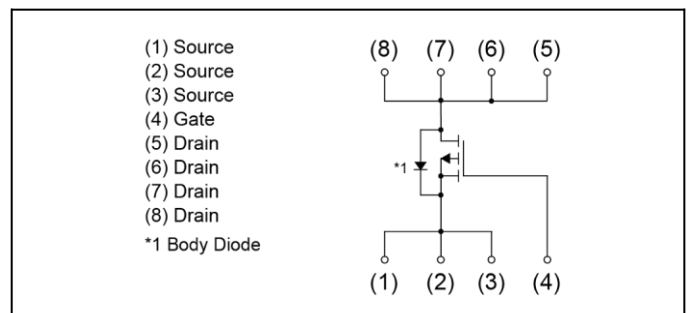 (1) Source
(2) Source
(3) Source
(4) Gate
(5) Drain
(6) Drain
(7) Drain
(8) Drain
*1 Body Diode
(8) (7) (6) (5)
*1
(1) (2) (3) (4)